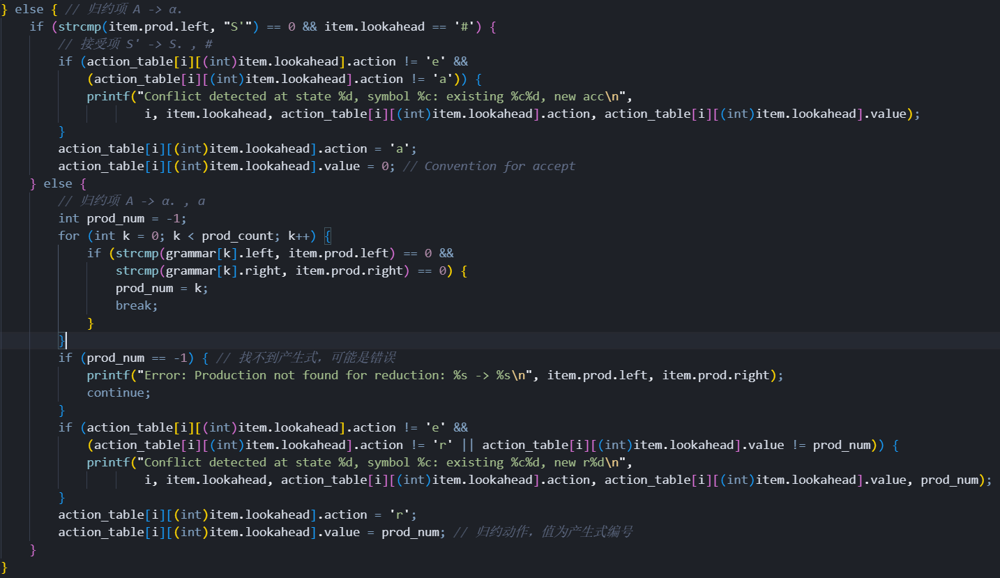 } else { // 归约项 A -> α.
    if (strcmp(item.prod.left, "S'") == 0 && item.lookahead == '#') {
        // 接受项 S' -> S. , #
        if (action_table[i][(int)item.lookahead].action != 'e' &&
            (action_table[i][(int)item.lookahead].action != 'a')) {
            printf("Conflict detected at state %d, symbol %c: existing %c%d, new acc\n",
                    i, item.lookahead, action_table[i][(int)item.lookahead].action, action_table[i][(int)item.lookahead].value);
        }
        action_table[i][(int)item.lookahead].action = 'a';
        action_table[i][(int)item.lookahead].value = 0; // Convention for accept
    } else {
        // 归约项 A -> α. , a
        int prod_num = -1;
        for (int k = 0; k < prod_count; k++) {
            if (strcmp(grammar[k].left, item.prod.left) == 0 &&
                strcmp(grammar[k].right, item.prod.right) == 0) {
                prod_num = k;
                break;
            }
        }
        if (prod_num == -1) { // 找不到产生式，可能是错误
            printf("Error: Production not found for reduction: %s -> %s\n", item.prod.left, item.prod.right);
            continue;
        }
        if (action_table[i][(int)item.lookahead].action != 'e' &&
            (action_table[i][(int)item.lookahead].action != 'r' || action_table[i][(int)item.lookahead].value != prod_num)) {
            printf("Conflict detected at state %d, symbol %c: existing %c%d, new r%d\n",
                    i, item.lookahead, action_table[i][(int)item.lookahead].action, action_table[i][(int)item.lookahead].value, prod_num);
        }
        action_table[i][(int)item.lookahead].action = 'r';
        action_table[i][(int)item.lookahead].value = prod_num; // 归约动作，值为产生式编号
    }
}